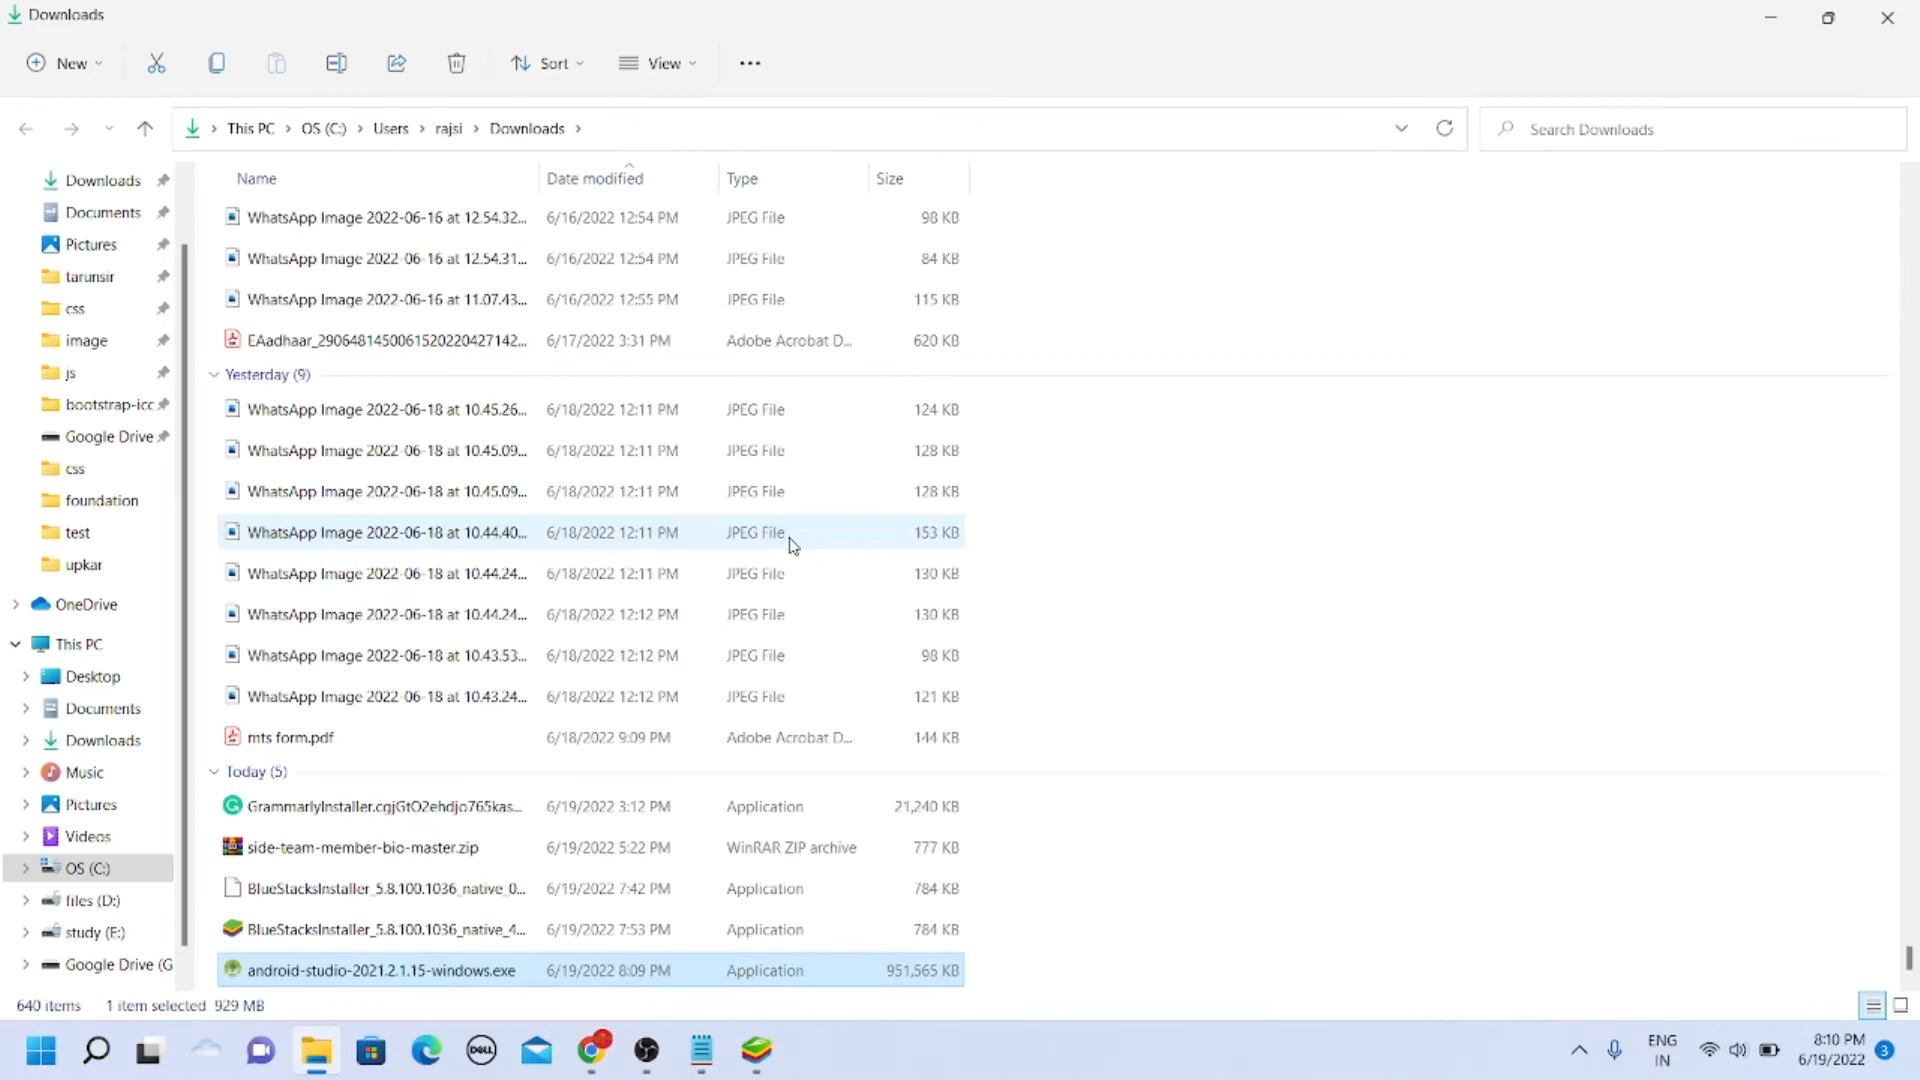 Downloads
New
Sort
View
This PC > OS (C:) > Users > rajsi > Downloads >
Search Downloads
Downloads
Documents
Pictures
tarunsir
css
image
js
bootstrap-icc
Google Drive
css
foundation
test
upkar
OneDrive
This PC
Desktop
Documents
Downloads
Music
Pictures
Videos
OS (C:)
files (D:)
study (E:)
Google Drive (G
Name Date modified Type Size
WhatsApp Image 2022-06-16 at 12.54.32... 6/16/2022 12:54 PM JPEG File 98 KB
WhatsApp Image 2022-06-16 at 12.54.31... 6/16/2022 12:54 PM JPEG File 84 KB
WhatsApp Image 2022-06-16 at 11.07.43... 6/16/2022 12:55 PM JPEG File 115 KB
EAadhaar_2906481450061520220427142... 6/17/2022 3:31 PM Adobe Acrobat D... 620 KB
Yesterday (9)
WhatsApp Image 2022-06-18 at 10.45.26... 6/18/2022 12:11 PM JPEG File 124 KB
WhatsApp Image 2022-06-18 at 10.45.09... 6/18/2022 12:11 PM JPEG File 128 KB
WhatsApp Image 2022-06-18 at 10.45.09... 6/18/2022 12:11 PM JPEG File 128 KB
WhatsApp Image 2022-06-18 at 10.44.40... 6/18/2022 12:11 PM JPEG File 153 KB
WhatsApp Image 2022-06-18 at 10.44.24... 6/18/2022 12:11 PM JPEG File 130 KB
WhatsApp Image 2022-06-18 at 10.44.24... 6/18/2022 12:12 PM JPEG File 130 KB
WhatsApp Image 2022-06-18 at 10.43.53... 6/18/2022 12:12 PM JPEG File 98 KB
WhatsApp Image 2022-06-18 at 10.43.24... 6/18/2022 12:12 PM JPEG File 121 KB
mts form.pdf 6/18/2022 9:09 PM Adobe Acrobat D... 144 KB
Today (5)
GrammarlyInstaller.cgjGtO2ehdjo765kas... 6/19/2022 3:12 PM Application 21,240 KB
side-team-member-bio-master.zip 6/19/2022 5:22 PM WinRAR ZIP archive 777 KB
BlueStacksInstaller_5.8.100.1036_native_0... 6/19/2022 7:42 PM Application 784 KB
BlueStacksInstaller_5.8.100.1036_native_4... 6/19/2022 7:53 PM Application 784 KB
android-studio-2021.2.1.15-windows.exe 6/19/2022 8:09 PM Application 951,565 KB
640 items 1 item selected 929 MB
DELL
ENG
IN
8:10 PM
6/19/2022
3